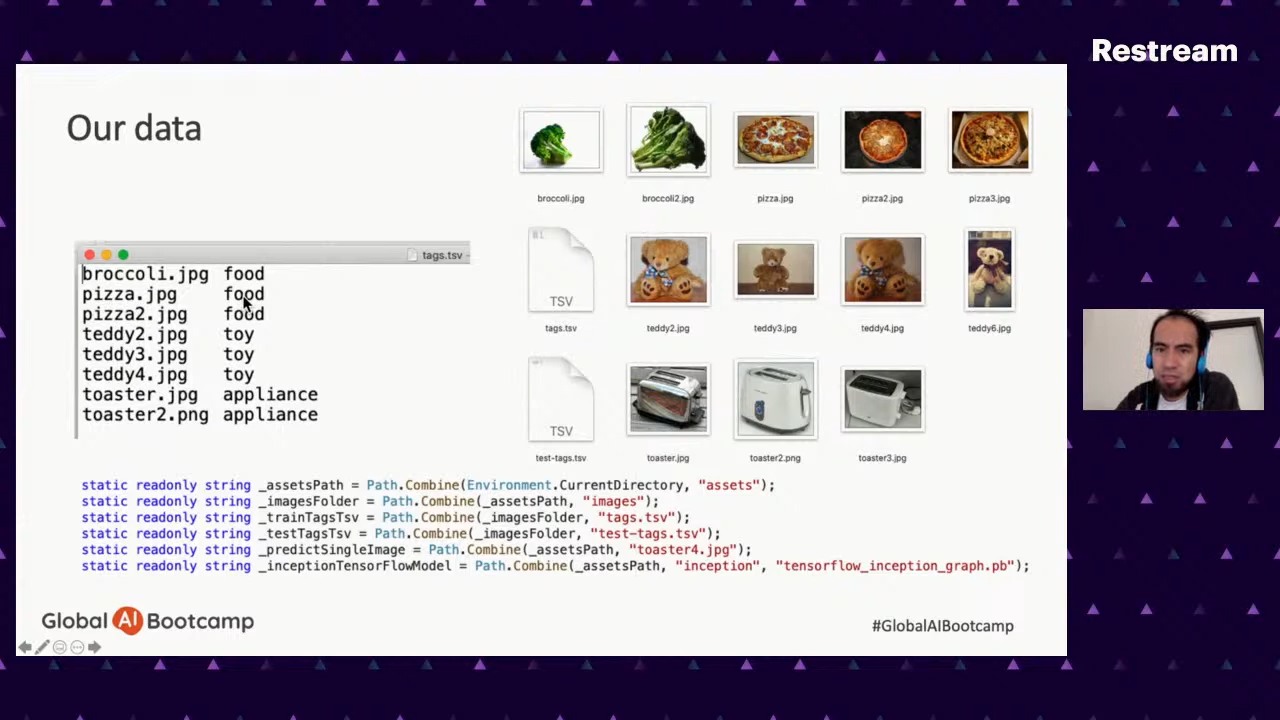 Restream
Our data
broccoli.jpg
broccoli2.jpg
pizza.jpg
pizza2.jpg
pizza3.jpg
tags.tsv
broccoli.jpg food
pizza.jpg food
pizza2.jpg food
teddy2.jpg toy
teddy3.jpg toy
teddy4.jpg toy
toaster.jpg appliance
toaster2.png appliance
TSV
tags.tsv
teddy2.jpg
teddy3.jpg
teddy4.jpg
teddy6.jpg
TSV
test-tags.tsv
toaster.jpg
toaster2.png
toaster3.jpg
static readonly string _assetsPath = Path.Combine(Environment.CurrentDirectory, "assets");
static readonly string _imagesFolder = Path.Combine(_assetsPath, "images");
static readonly string _trainTagsTsv = Path.Combine(_imagesFolder, "tags.tsv");
static readonly string _testTagsTsv = Path.Combine(_imagesFolder, "test-tags.tsv");
static readonly string _predictSingleImage = Path.Combine(_assetsPath, "toaster4.jpg");
static readonly string _inceptionTensorFlowModel = Path.Combine(_assetsPath, "inception", "tensorflow_inception_graph.pb");
Global AI Bootcamp
#GlobalAIBootcamp